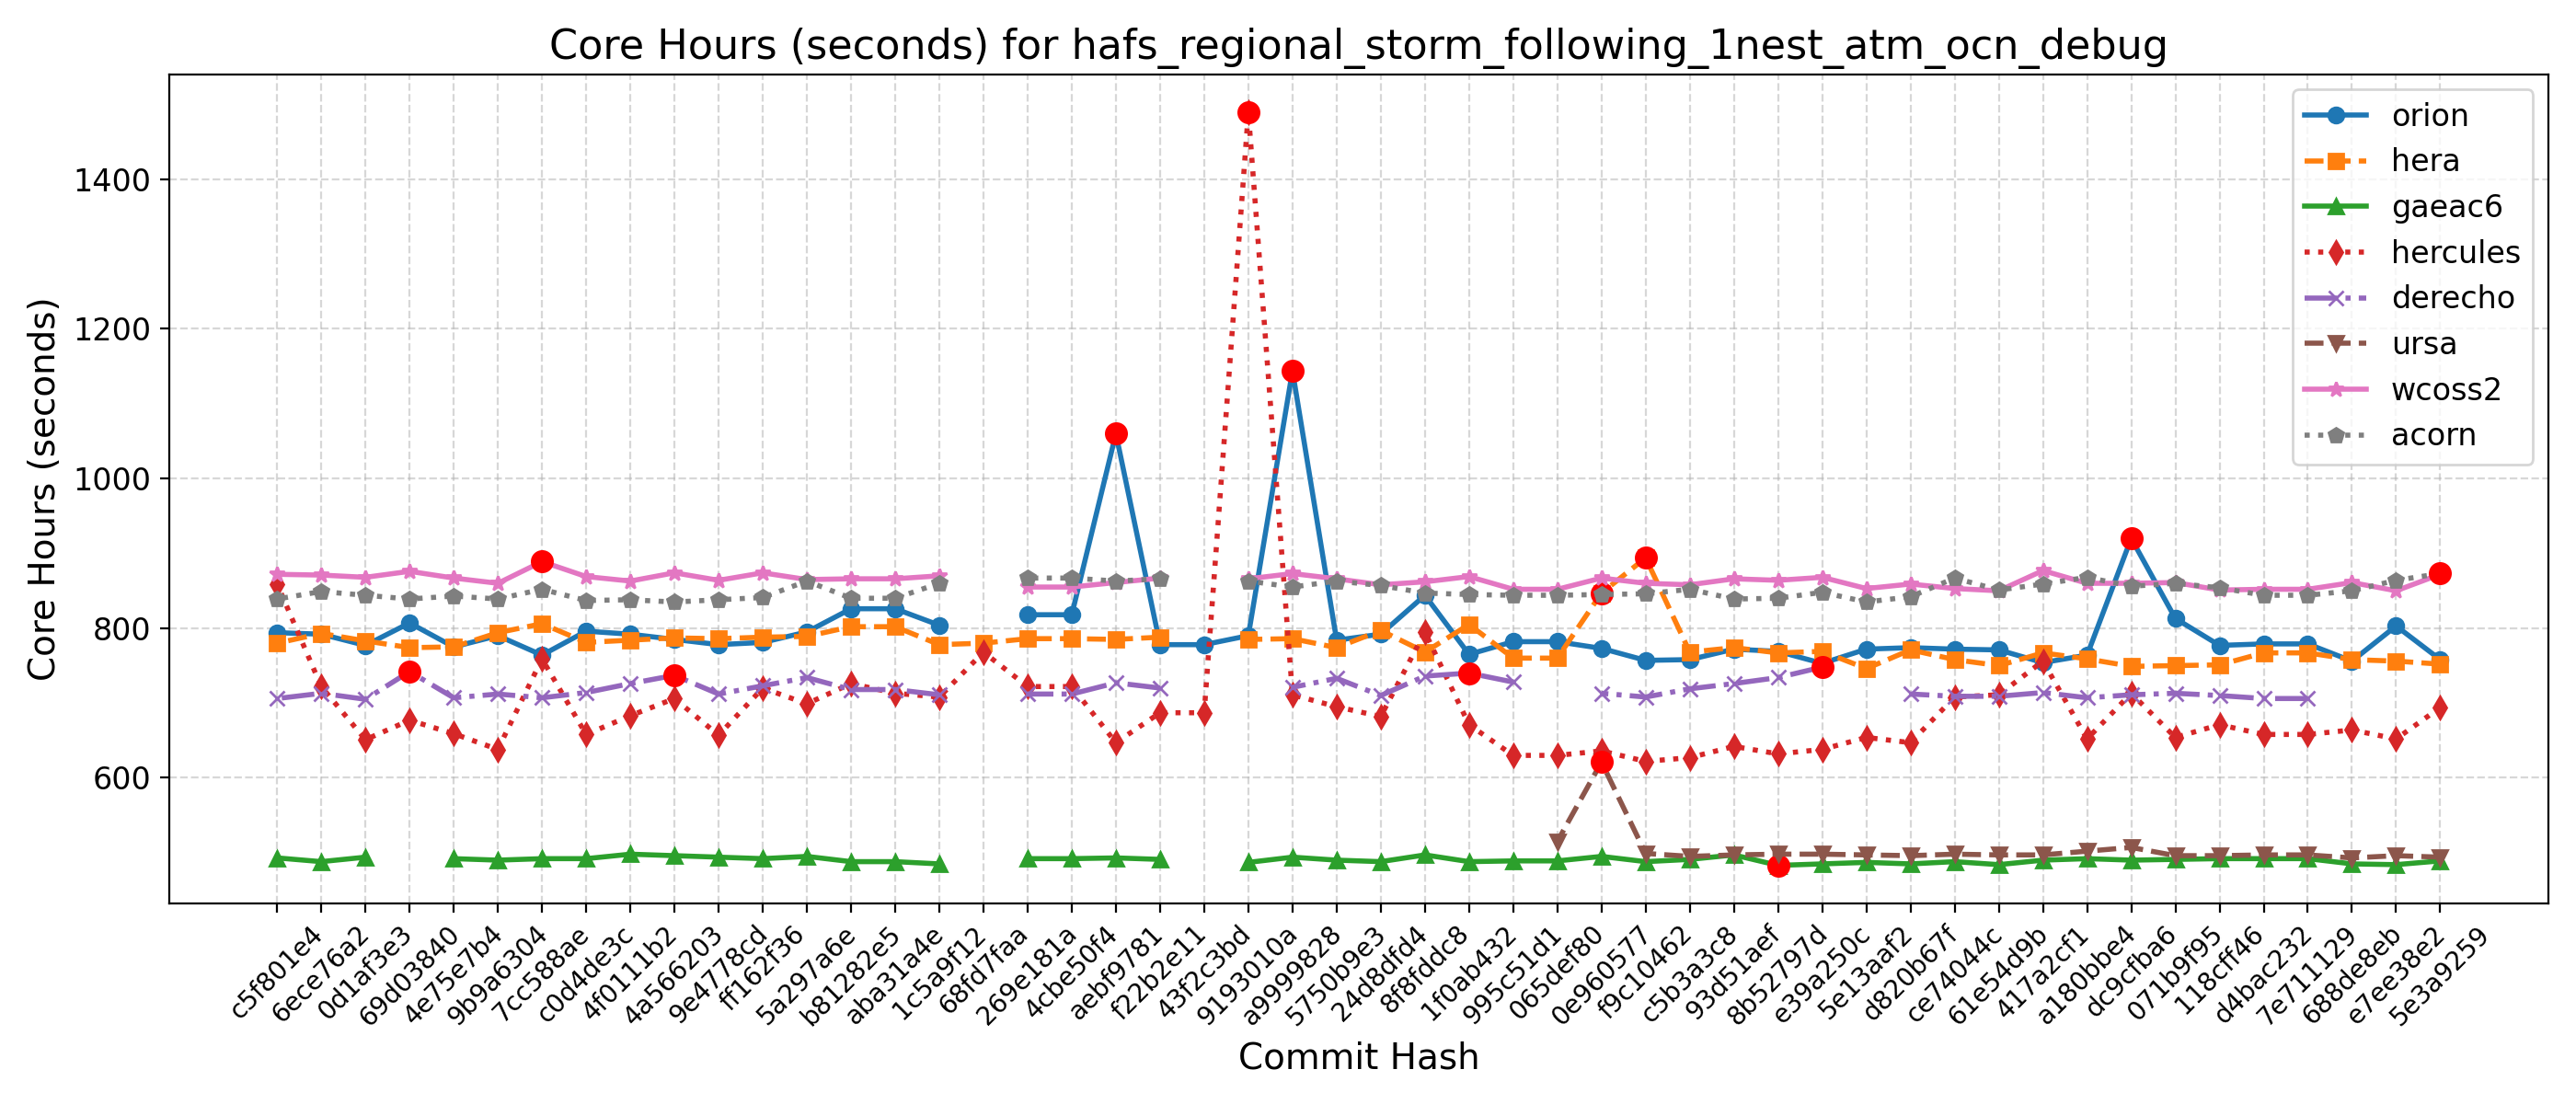 Core Hours (seconds) for hafs_regional_storm_following_1nest_atm_ocn_debug
Core Hours (seconds)
1400
1200
1000
800
600
orion
hera
gaeac6
hercules
derecho
ursa
wcoss2
acorn
c5f801e4
6ece76a2
0d1af3e3
69d03840
4e75e7b4
9b9a6304
7cc588ae
c0d4de3c
4f0111b2
4a566203
9e4778cd
ff162f36
5a297a6e
b81282e5
aba31a4e
1c5a9f12
68fd7faa
269e181a
4cbe50f4
aebf9781
f22b2e11
43f2c3bd
9193010a
a9999828
5750b9e3
24d8dfd4
8f8fddc8
1f0ab432
995c51d1
065def80
0e960577
f9c10462
c5b3a3c8
93d51aef
8b52797d
e39a250c
5e13aaf2
d820b67f
ce74044c
61e54d9b
417a2cf1
a180bbe4
dc9cfba6
071b9f95
118cff46
d4bac232
7e711129
688de8eb
e7ee38e2
5e3a9259
Commit Hash